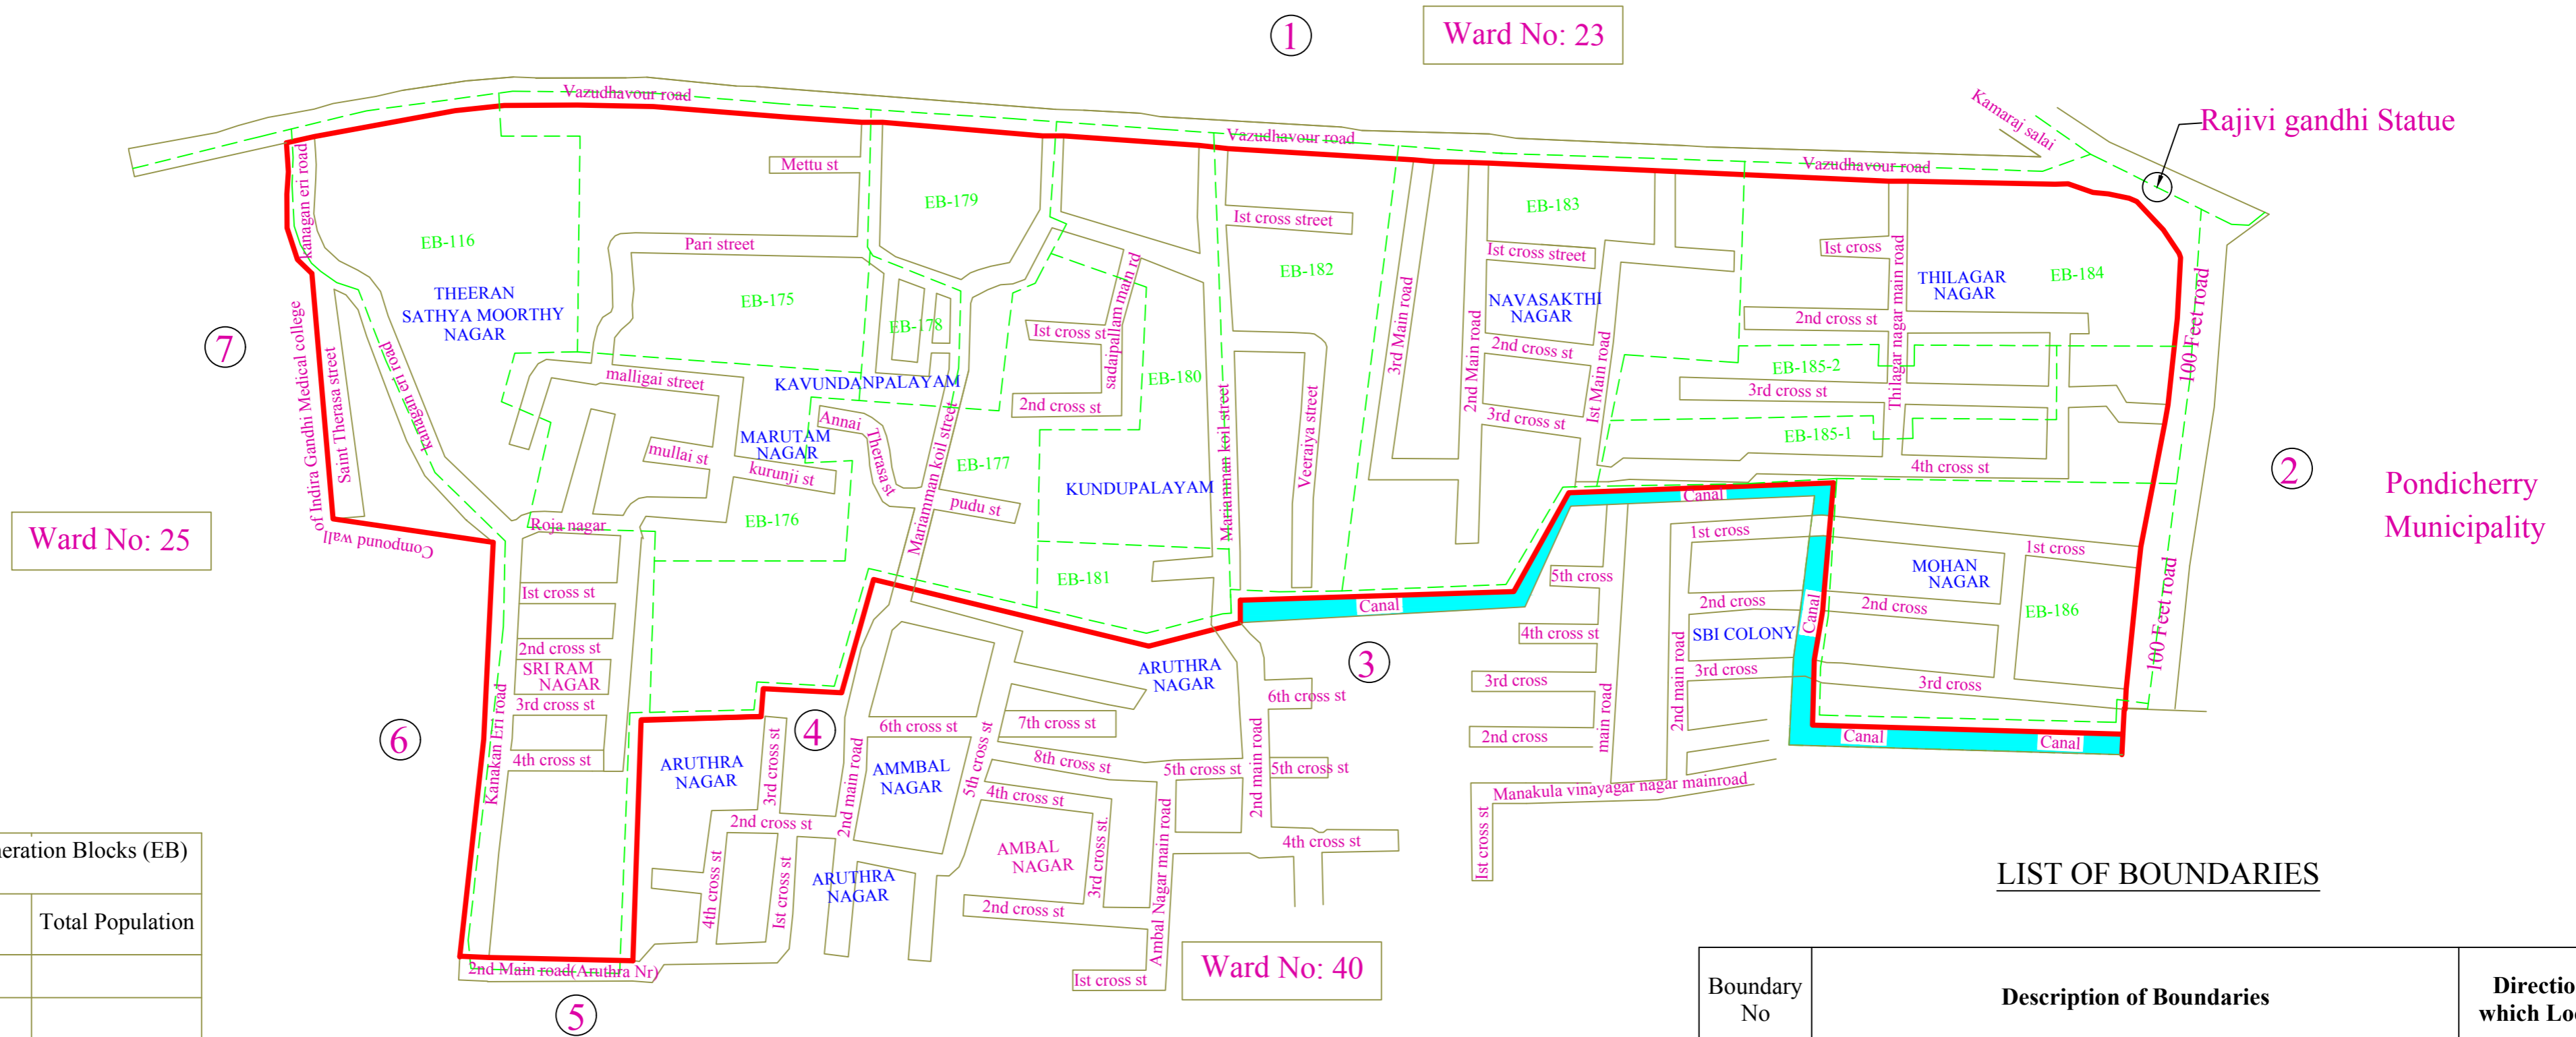 1
Ward No: 23
Vazudhavour road
Vazudhavour road
Vazudhavour road
Kamaraj salai
Rajivi gandhi Statue
kanagan eri road
Mettu st
EB-179
Ist cross street
EB-183
EB-116
Pari street
Ist cross street
Ist cross
Thilagar nagar main road
EB-184
THEERAN
SATHYA MOORTHY
NAGAR
EB-175
EB-178
sadaipallam main rd
Ist cross st
EB-182
3rd Main road
NAVASAKTHI
NAGAR
THILAGAR
NAGAR
2nd cross st
100 Feet road
7
of Indira Gandhi Medical college
Compound wall
Saint Therasa street
kanagan eri road
malligai street
KAVUNDANPALAYAM
EB-180
2nd cross st
Mariamman koil street
Mariamman koil street
Veeraiya street
2nd Main road
2nd cross st
3rd cross st
Ist Main road
EB-185-2
3rd cross st
EB-185-1
4th cross st
2
Pondicherry
Municipality
Annai
Therasa st
MARUTAM
NAGAR
mullai st
kurunji st
EB-177
pudu st
KUNDUPALAYAM
EB-176
Roja nagar
Ward No: 25
Canal
Canal
Canal
1st cross
1st cross
MOHAN
NAGAR
5th cross
EB-181
2nd cross
2nd cross
EB-186
100 Feet road
Ist cross st
2nd cross st
SRI RAM
NAGAR
3rd cross st
4th cross st
Kanakan Eri road
6
4
3
4th cross st
SBI COLONY
3rd cross
3rd cross
3rd cross
2nd main road
main road
2nd cross
Canal
Canal
ARUTHRA
NAGAR
6th cross st
6th cross st
7th cross st
5th cross st
8th cross st
5th cross st
5th cross st
2nd main road
2nd main road
ARUTHRA
NAGAR
3rd cross st
AMMBAL
NAGAR
4th cross st
Manakula vinayagar nagar mainroad
Ist cross st
2nd cross st
AMBAL
NAGAR
3rd cross st.
4th cross st
4th cross st
Ist cross st
ARUTHRA
NAGAR
2nd cross st
Ambal Nagar main road
Ist cross st
Ward No: 40
2nd Main road(Aruthra Nr)
5
neration Blocks (EB)
Total Population
LIST OF BOUNDARIES
Boundary
No
Description of Boundaries
Directio
which Loc